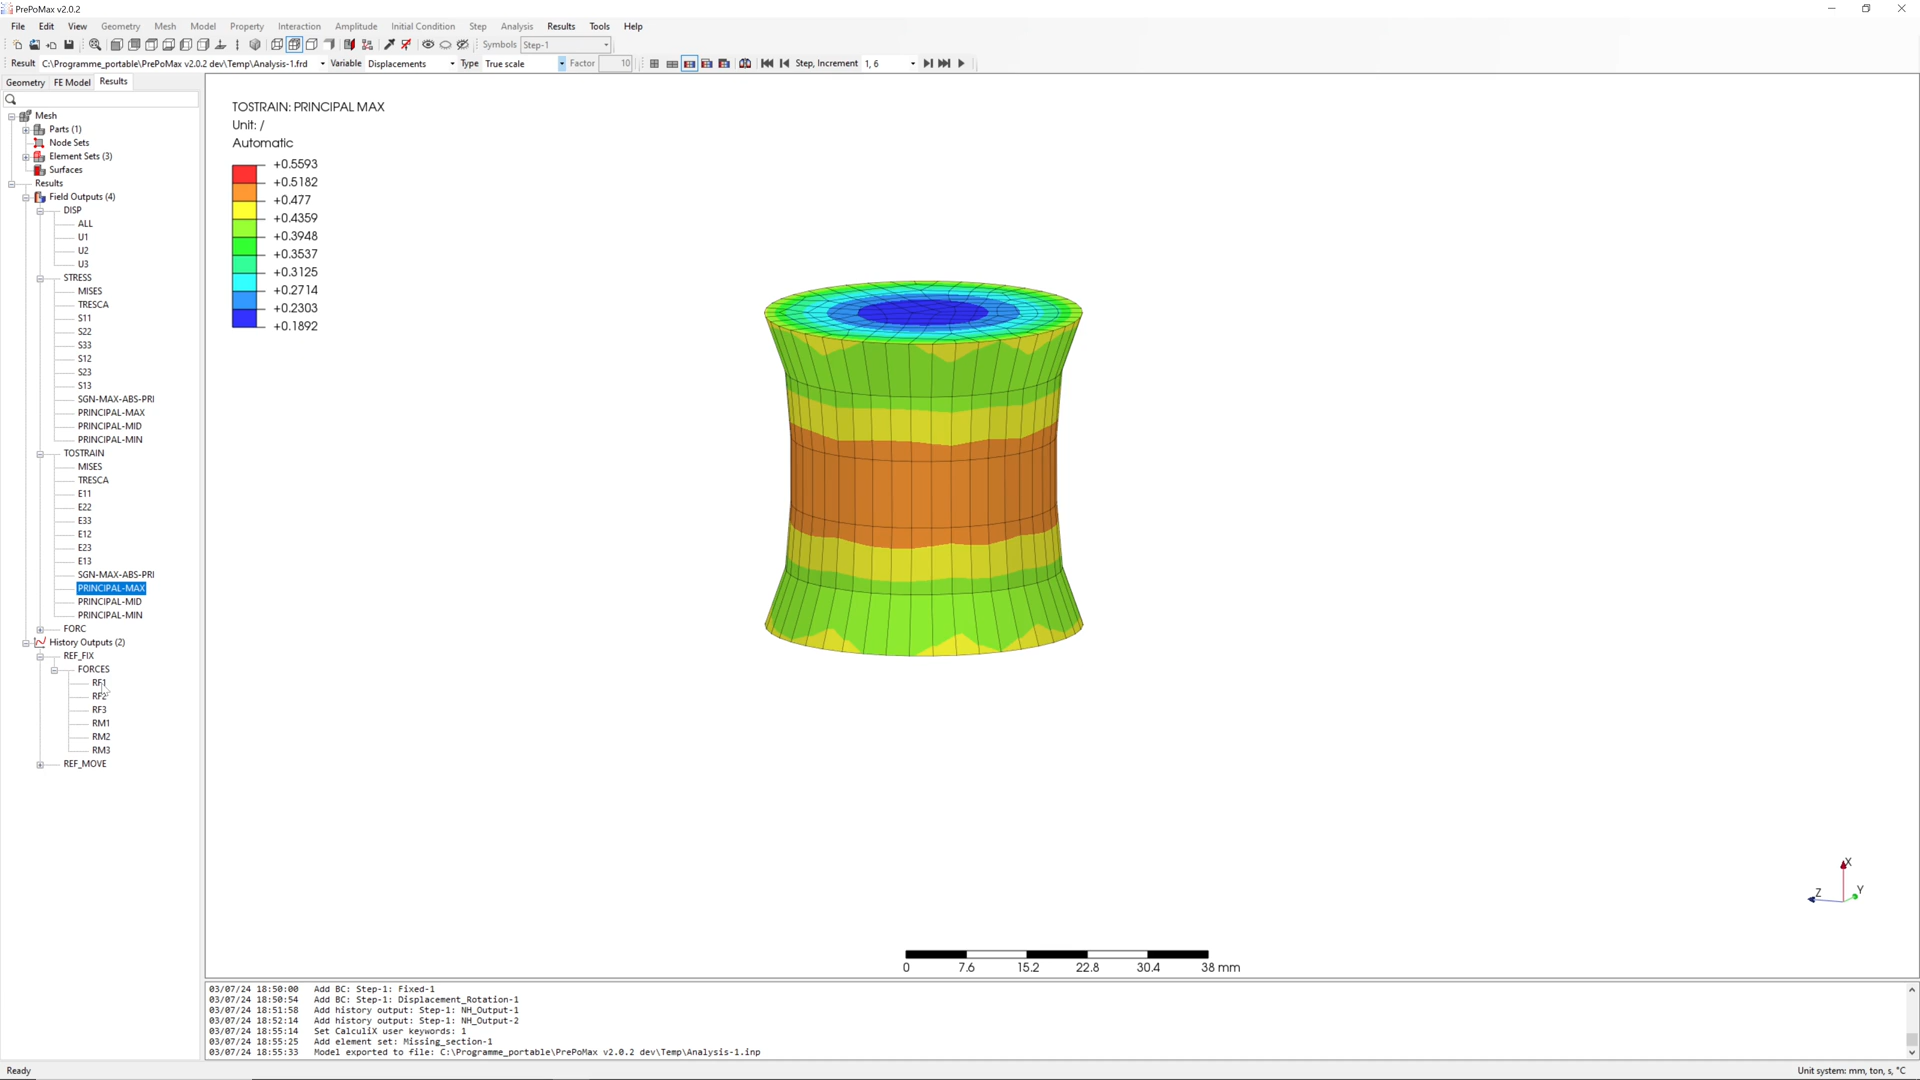 PrePoMax v2.0.2
File Edit View Geometry Mesh Model Property Interaction Amplitude Initial Condition Step Analysis Results Tools Help
Symbols Step-1
Result C:\Programme_portable\PrePoMax v2.0.2 dev\Temp\Analysis-1.frd Variable Displacements Type True scale Factor 10 Step, Increment 1, 6
Geometry FE Model Results
Mesh
Parts (1)
Node Sets
Element Sets (3)
Surfaces
Results
Field Outputs (4)
DISP
ALL
U1
U2
U3
STRESS
MISES
TRESCA
S11
S22
S33
S12
S23
S13
SGN-MAX-ABS-PRI
PRINCIPAL-MAX
PRINCIPAL-MID
PRINCIPAL-MIN
TOSTRAIN
MISES
TRESCA
E11
E22
E33
E12
E23
E13
SGN-MAX-ABS-PRI
PRINCIPAL-MAX
PRINCIPAL-MID
PRINCIPAL-MIN
FORC
History Outputs (2)
REF_FIX
FORCES
RF1
RF2
RF3
RM1
RM2
RM3
REF_MOVE
TOSTRAIN: PRINCIPAL MAX
Unit: /
Automatic
+0.5593
+0.5182
+0.477
+0.4359
+0.3948
+0.3537
+0.3125
+0.2714
+0.2303
+0.1892
X
Z Y
0 7.6 15.2 22.8 30.4 38 mm
03/07/24 18:50:00 Add BC: Step-1: Fixed-1
03/07/24 18:50:54 Add BC: Step-1: Displacement_Rotation-1
03/07/24 18:51:58 Add history output: Step-1: NH_Output-1
03/07/24 18:52:14 Add history output: Step-1: NH_Output-2
03/07/24 18:55:14 Set CalculiX user keywords: 1
03/07/24 18:55:25 Add element set: Missing_section-1
03/07/24 18:55:33 Model exported to file: C:\Programme_portable\PrePoMax v2.0.2 dev\Temp\Analysis-1.inp
Ready
Unit system: mm, ton, s, °C